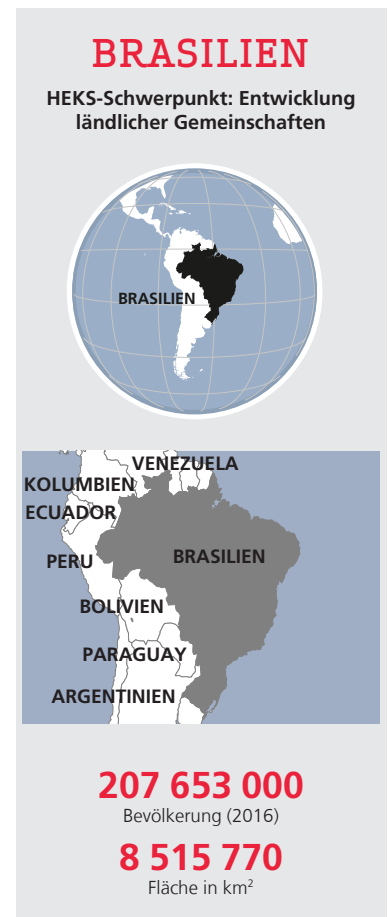 BRASILIEN
HEKS-Schwerpunkt: Entwicklung
ländlicher Gemeinschaften
BRASILIEN
VENEZUELA
KOLUMBIEN
ECUADOR
PERU
BRASILIEN
BOLIVIEN
PARAGUAY
ARGENTINIEN
207 653 000
Bevölkerung (2016)
8 515 770
Fläche in km²